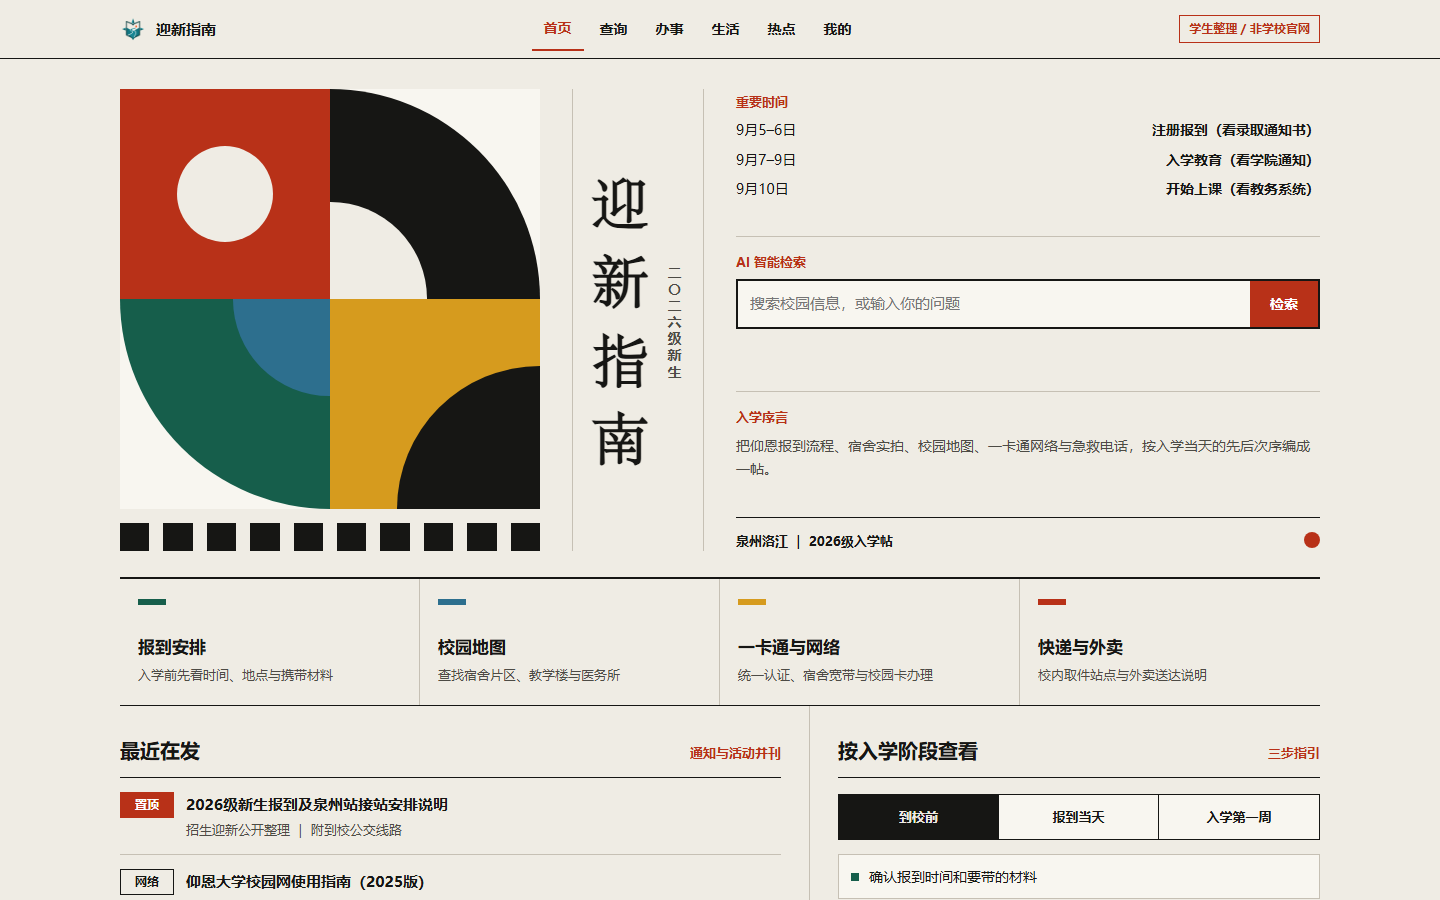 迎新指南
首页
查询
办事
生活
热点
我的
学生整理 / 非学校官网
迎新指南
二〇二六级新生
重要时间
9月5–6日 注册报到（看录取通知书）
9月7–9日 入学教育（看学院通知）
9月10日 开始上课（看教务系统）
AI 智能检索
搜索校园信息，或输入你的问题
检索
入学序言
把仰恩报到流程、宿舍实拍、校园地图、一卡通网络与急救电话，按入学当天的先后次序编成
一帖。
泉州洛江 ｜ 2026级入学帖
报到安排
入学前先看时间、地点与携带材料
校园地图
查找宿舍片区、教学楼与医务所
一卡通与网络
统一认证、宿舍宽带与校园卡办理
快递与外卖
校内取件站点与外卖送达说明
最近在发
通知与活动并刊
置顶
2026级新生报到及泉州站接站安排说明
招生迎新公开整理 ｜ 附到校公交线路
网络
仰恩大学校园网使用指南（2025版）
按入学阶段查看
三步指引
到校前
报到当天
入学第一周
确认报到时间和要带的材料